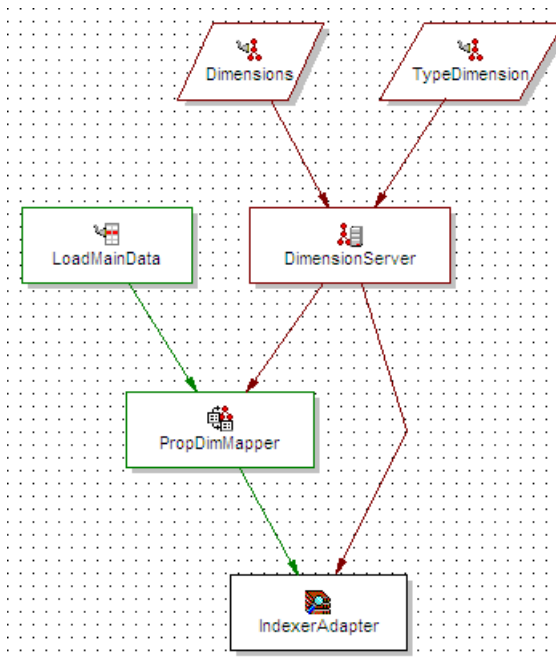 Dimensions
TypeDimension
LoadMainData
DimensionServer
PropDimMapper
IndexerAdapter